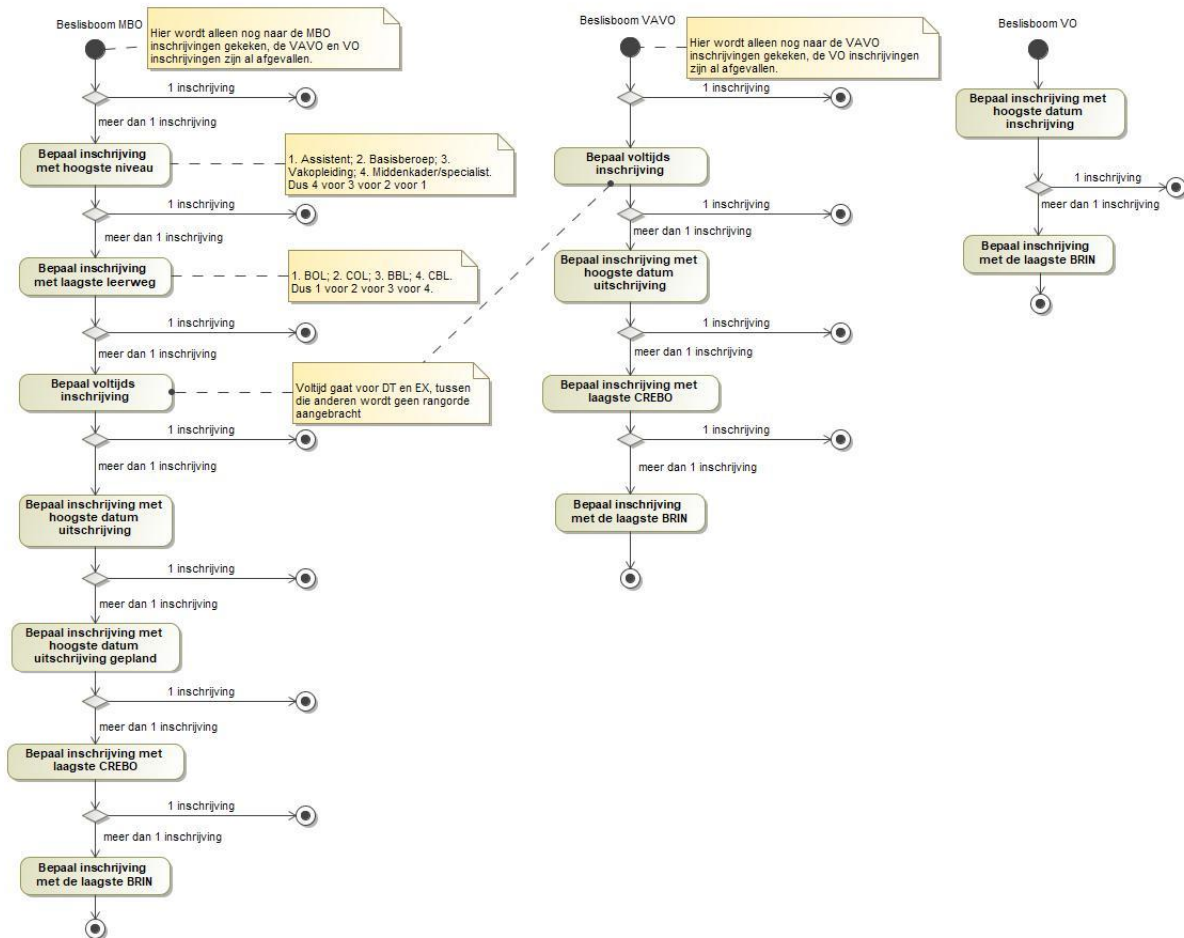 Beslisboom MBO
Hier wordt alleen nog naar de MBO
inschrijvingen gekeken, de VAVO en VO
inschrijvingen zijn al afgevallen.
1 inschrijving
meer dan 1 inschrijving
Bepaal inschrijving
met hoogste niveau
1. Assistent; 2. Basisberoep; 3.
Vakopleiding; 4. Middenkader/specialist.
Dus 4 voor 3 voor 2 voor 1
1 inschrijving
meer dan 1 inschrijving
Bepaal inschrijving
met laagste leerweg
1. BOL; 2. COL; 3. BBL; 4. CBL.
Dus 1 voor 2 voor 3 voor 4.
1 inschrijving
meer dan 1 inschrijving
Bepaal voltijds
inschrijving
Voltijd gaat voor DT en EX, tussen
die anderen wordt geen rangorde
aangebracht
1 inschrijving
meer dan 1 inschrijving
Bepaal inschrijving met
hoogste datum
uitschrijving
1 inschrijving
meer dan 1 inschrijving
Bepaal inschrijving met
hoogste datum
uitschrijving gepland
1 inschrijving
meer dan 1 inschrijving
Bepaal inschrijving met
laagste CREBO
1 inschrijving
meer dan 1 inschrijving
Bepaal inschrijving
met de laagste BRIN
Beslisboom VAVO
Hier wordt alleen nog naar de VAVO
inschrijvingen gekeken, de VO inschrijvingen
zijn al afgevallen.
1 inschrijving
meer dan 1 inschrijving
Bepaal voltijds
inschrijving
1 inschrijving
meer dan 1 inschrijving
Bepaal inschrijving met
hoogste datum
uitschrijving
1 inschrijving
meer dan 1 inschrijving
Bepaal inschrijving met
laagste CREBO
1 inschrijving
meer dan 1 inschrijving
Bepaal inschrijving
met de laagste BRIN
Beslisboom VO
Bepaal inschrijving met
hoogste datum
inschrijving
1 inschrijving
meer dan 1 inschrijving
Bepaal inschrijving
met de laagste BRIN